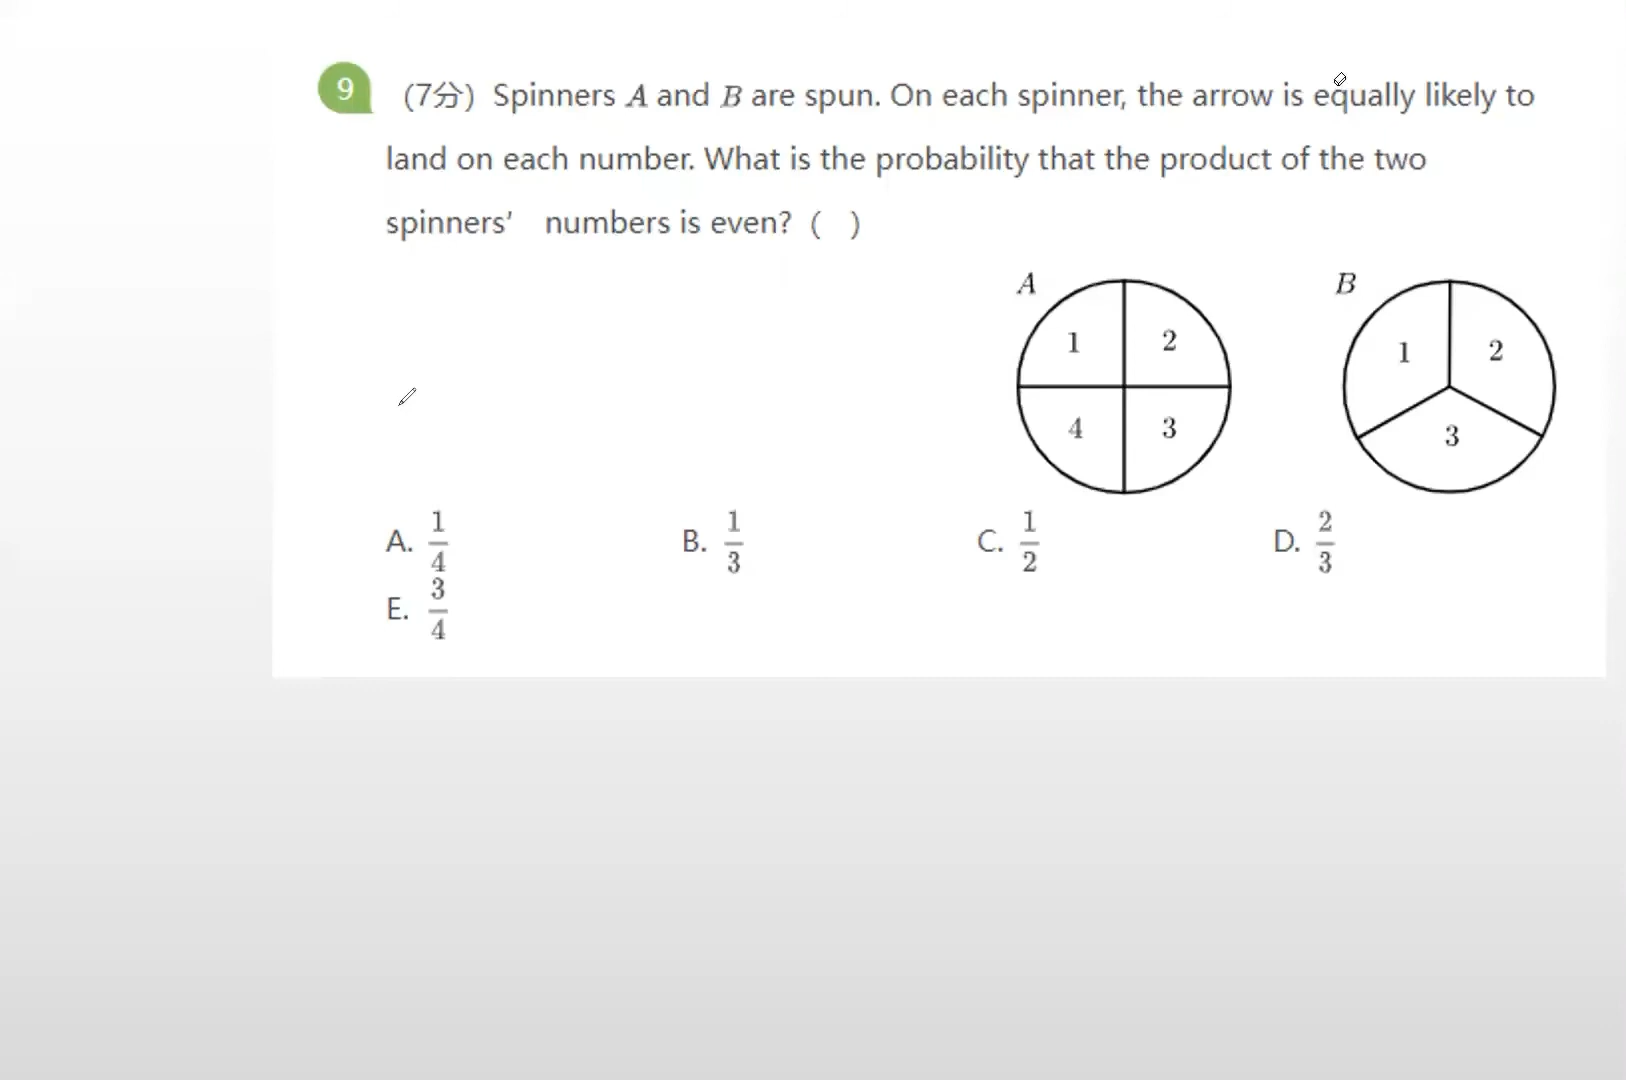 9
(7分) Spinners A and B are spun. On each spinner, the arrow is equally likely to
land on each number. What is the probability that the product of the two
spinners' numbers is even? ( )
A
1 2
4 3
B
1 2
3
A. 1/4 B. 1/3 C. 1/2 D. 2/3
E. 3/4